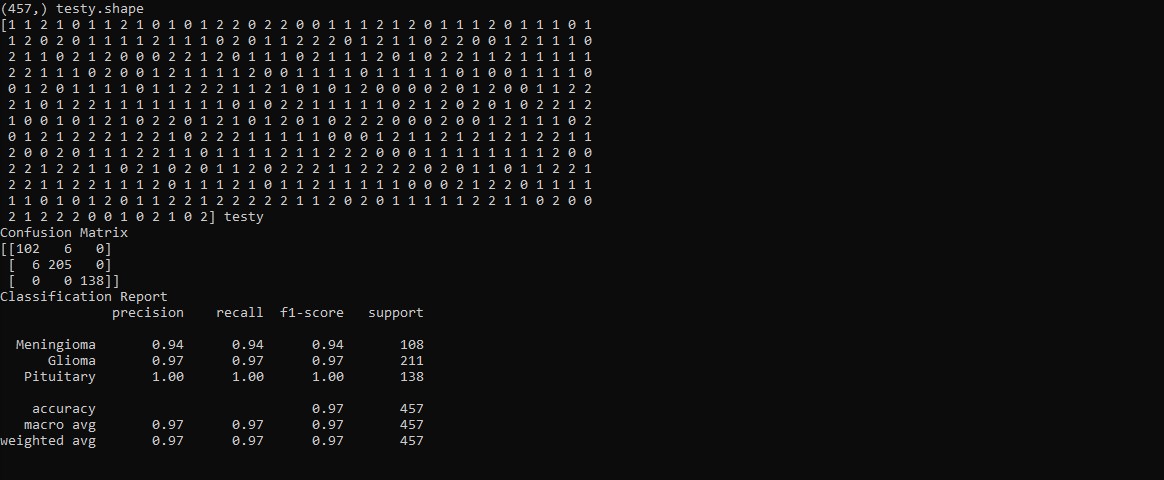 (457,) testy.shape
[1 1 2 1 0 1 1 2 1 0 1 0 1 2 2 0 2 2 0 0 1 1 1 2 1 2 0 1 1 1 2 0 1 1 1 0 1
1 2 0 2 0 1 1 1 1 2 1 1 1 0 2 0 1 1 2 2 2 0 1 2 1 1 0 2 2 0 0 1 2 1 1 1 0
2 1 1 0 2 1 2 0 0 0 2 2 1 2 0 1 1 1 0 2 1 1 1 2 0 1 0 2 2 1 1 2 1 1 1 1 1
2 2 1 1 1 0 2 0 0 1 2 1 1 1 1 2 0 0 1 1 1 1 0 1 1 1 1 1 0 1 0 0 1 1 1 1 0
0 1 2 0 1 1 1 1 0 1 1 2 2 2 1 1 2 1 0 1 0 1 2 0 0 0 0 2 0 1 2 0 0 1 1 2 2
2 1 0 1 2 2 1 1 1 1 1 1 1 1 0 1 0 2 2 1 1 1 1 1 0 2 1 2 0 2 0 1 0 2 2 1 2
1 0 0 1 0 1 2 1 0 2 2 0 1 2 1 0 1 2 0 1 0 2 2 2 0 0 0 2 0 0 1 2 1 1 1 0 2
0 1 2 1 2 2 2 1 2 2 1 0 2 2 2 1 1 1 1 1 0 0 0 1 2 1 1 2 1 2 1 2 1 2 2 1 1
2 0 0 2 0 1 1 1 2 2 1 1 0 1 1 1 1 2 1 1 2 2 2 0 0 0 1 1 1 1 1 1 1 1 2 0 0
2 2 1 2 2 1 1 0 2 1 0 2 0 1 1 2 0 2 2 2 1 1 2 2 2 2 0 2 0 1 1 0 1 1 2 2 1
2 2 1 1 2 2 1 1 1 2 0 1 1 1 2 1 0 1 1 2 1 1 1 1 1 0 0 0 2 1 2 2 0 1 1 1 1
1 1 0 1 0 1 2 0 1 1 2 2 1 2 2 2 2 2 1 1 2 0 2 0 1 1 1 1 1 2 2 1 1 0 2 0 0
2 1 2 2 2 0 0 1 0 2 1 0 2] testy
Confusion Matrix
[[102 6 0]
[ 6 205 0]
[ 0 0 138]]
Classification Report
precision recall f1-score support
Meningioma 0.94 0.94 0.94 108
Glioma 0.97 0.97 0.97 211
Pituitary 1.00 1.00 1.00 138
accuracy 0.97 457
macro avg 0.97 0.97 0.97 457
weighted avg 0.97 0.97 0.97 457